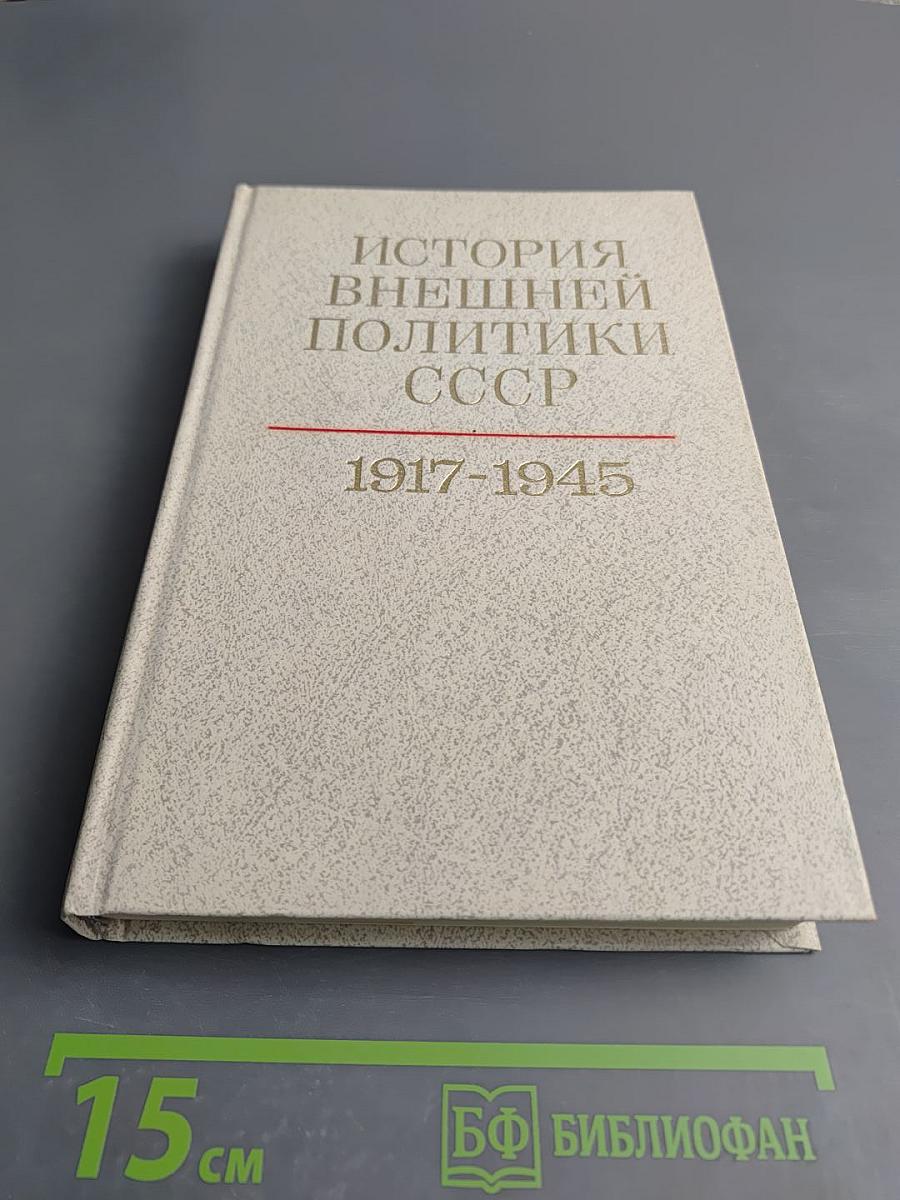 ИСТОРИЯ
ВНЕШНЕЙ
ПОЛИТИКИ
СССР
1917-1945
15 см
БФ БИБЛИОФАН